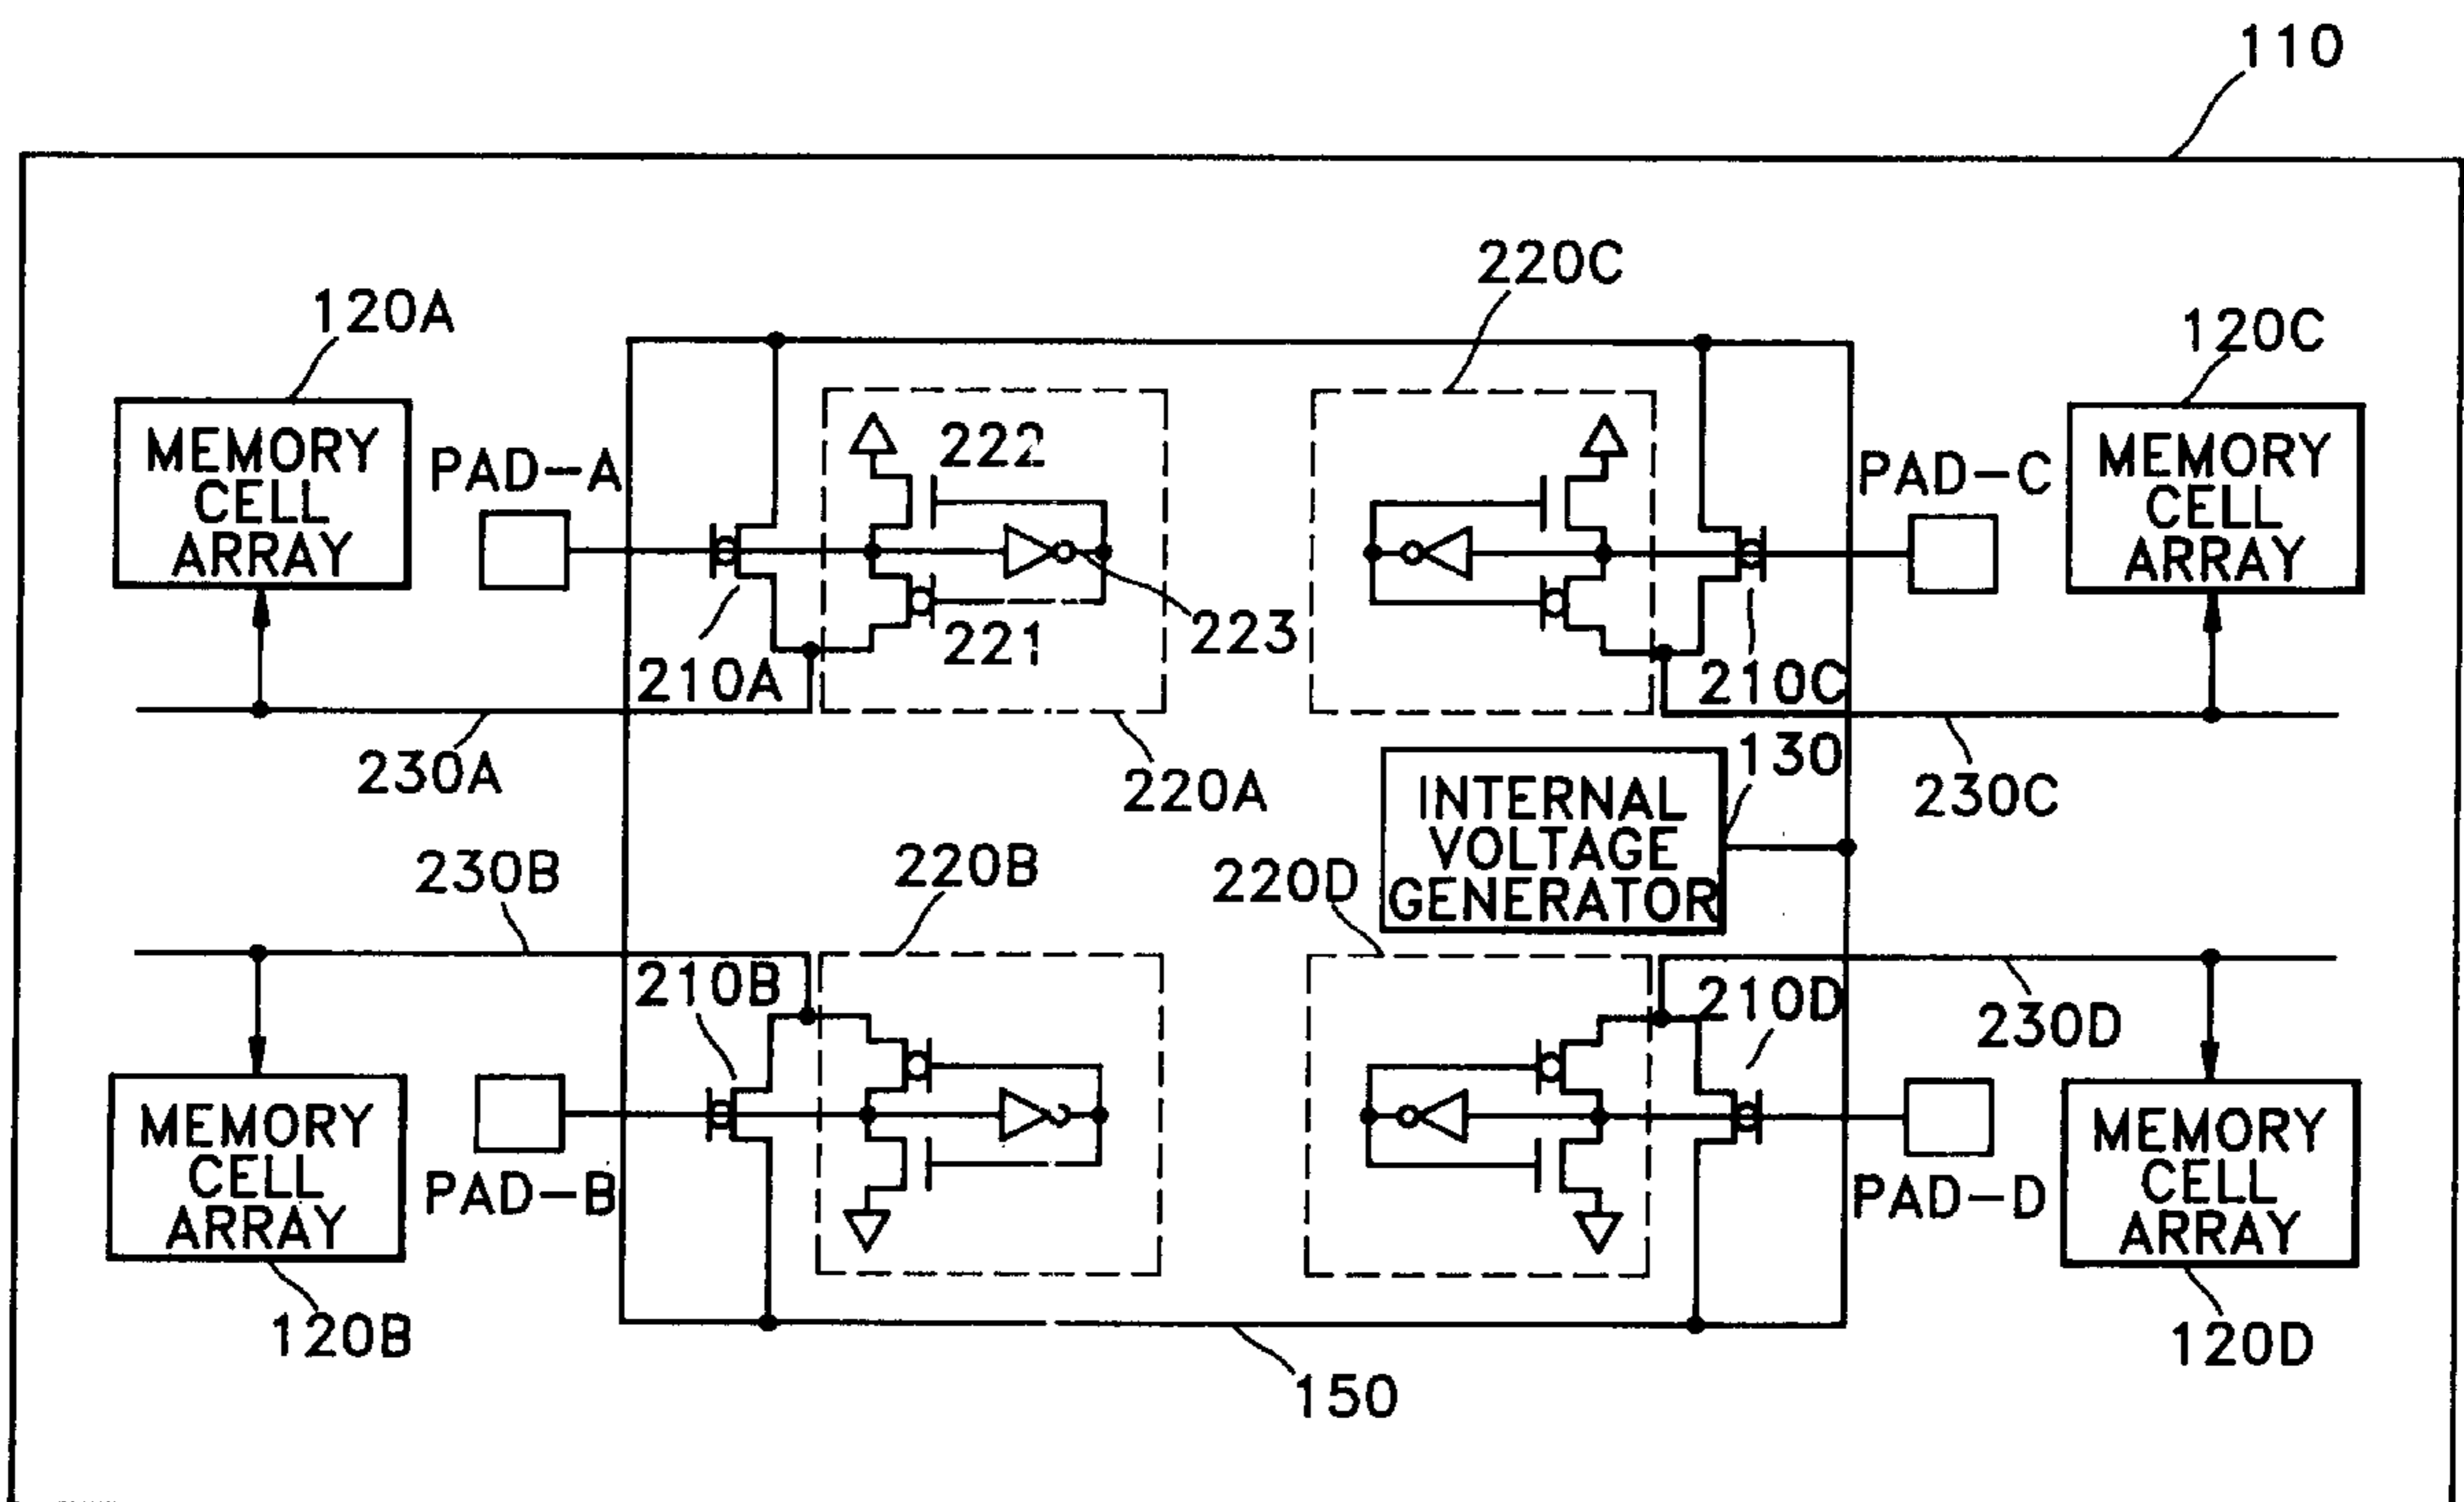 110
220C
120A
120C
MEMORY
CELL
ARRAY
PAD-A
222
PAD-C
MEMORY
CELL
ARRAY
221
223
210A
210C
230A
220A
130
230C
INTERNAL
VOLTAGE
GENERATOR
230B
220B
220D
210B
210D
230D
MEMORY
CELL
ARRAY
PAD-B
PAD-D
MEMORY
CELL
ARRAY
120B
120D
150